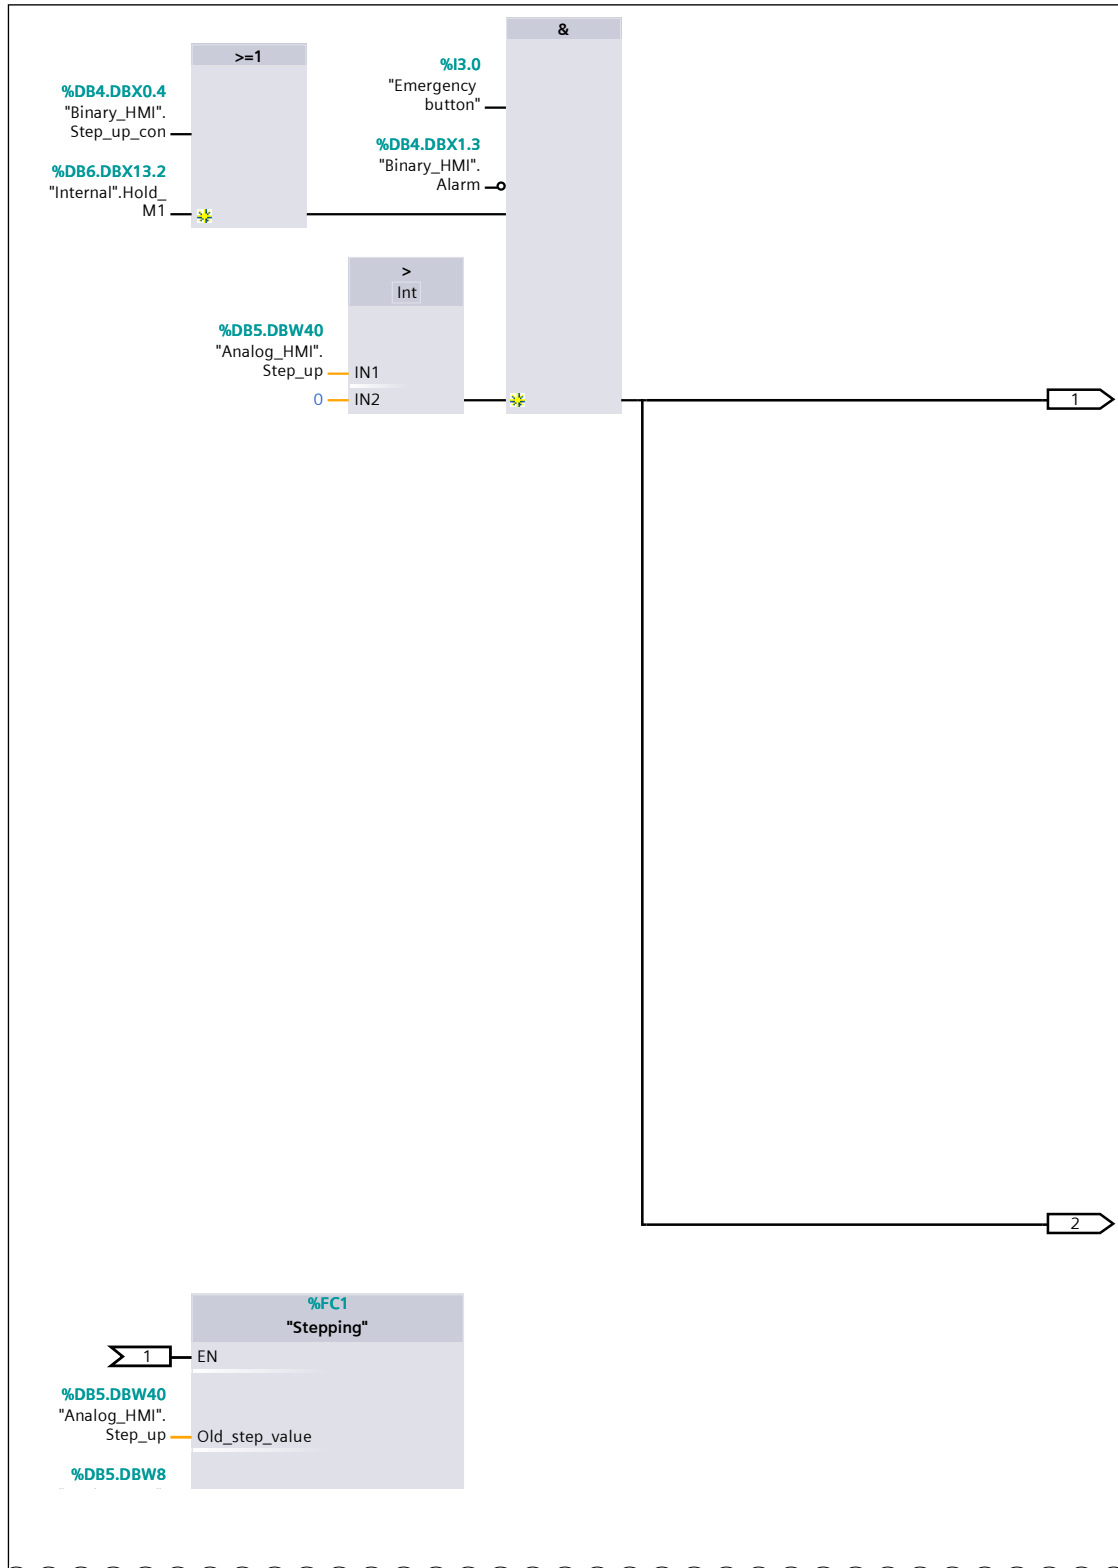 &
>=1
%DB4.DBX0.4
"Binary_HMI".
Step_up_con
%DB6.DBX13.2
"Internal".Hold_
M1
%I3.0
"Emergency
button"
%DB4.DBX1.3
"Binary_HMI".
Alarm
>
Int
%DB5.DBW40
"Analog_HMI".
Step_up
IN1
0
IN2
1
2
%FC1
"Stepping"
1
EN
%DB5.DBW40
"Analog_HMI".
Step_up
Old_step_value
%DB5.DBW8